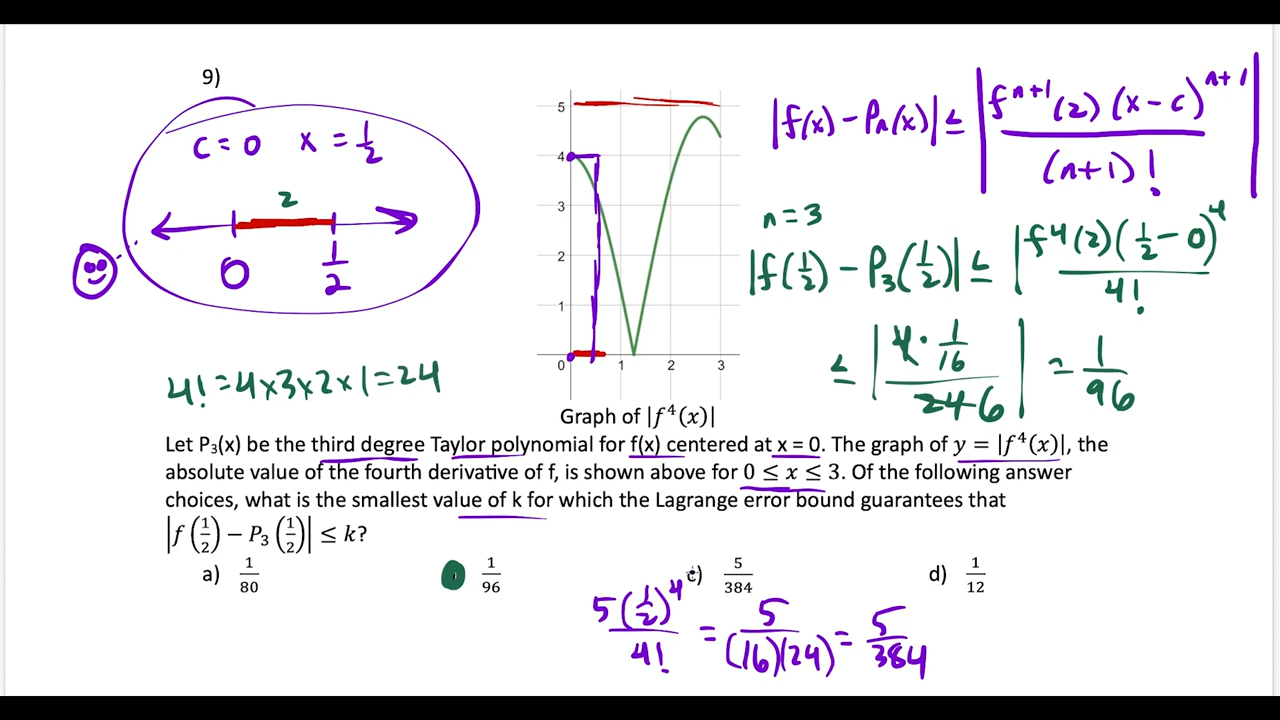 9)
c = 0 x = 1/2
z
0 1/2
4! = 4 x 3 x 2 x 1 = 24
5
4
3
2
1
0 1 2 3
Graph of |f⁴(x)|
|f(x) - Pn(x)| ≤ |f^(n+1) (z) (x - c)^(n+1) / (n+1)!|
n = 3
|f(1/2) - P₃(1/2)| ≤ |f⁴(z) (1/2 - 0)⁴ / 4!|
≤ |4 · 1/16 / 24 6| = 1/96
Let P₃(x) be the third degree Taylor polynomial for f(x) centered at x = 0. The graph of y = |f⁴(x)|, the
absolute value of the fourth derivative of f, is shown above for 0 ≤ x ≤ 3. Of the following answer
choices, what is the smallest value of k for which the Lagrange error bound guarantees that
|f(1/2) − P₃(1/2)| ≤ k?
a) 1/80 1/96 c) 5/384 d) 1/12
5(1/2)⁴ / 4! = 5 / (16)(24) = 5/384